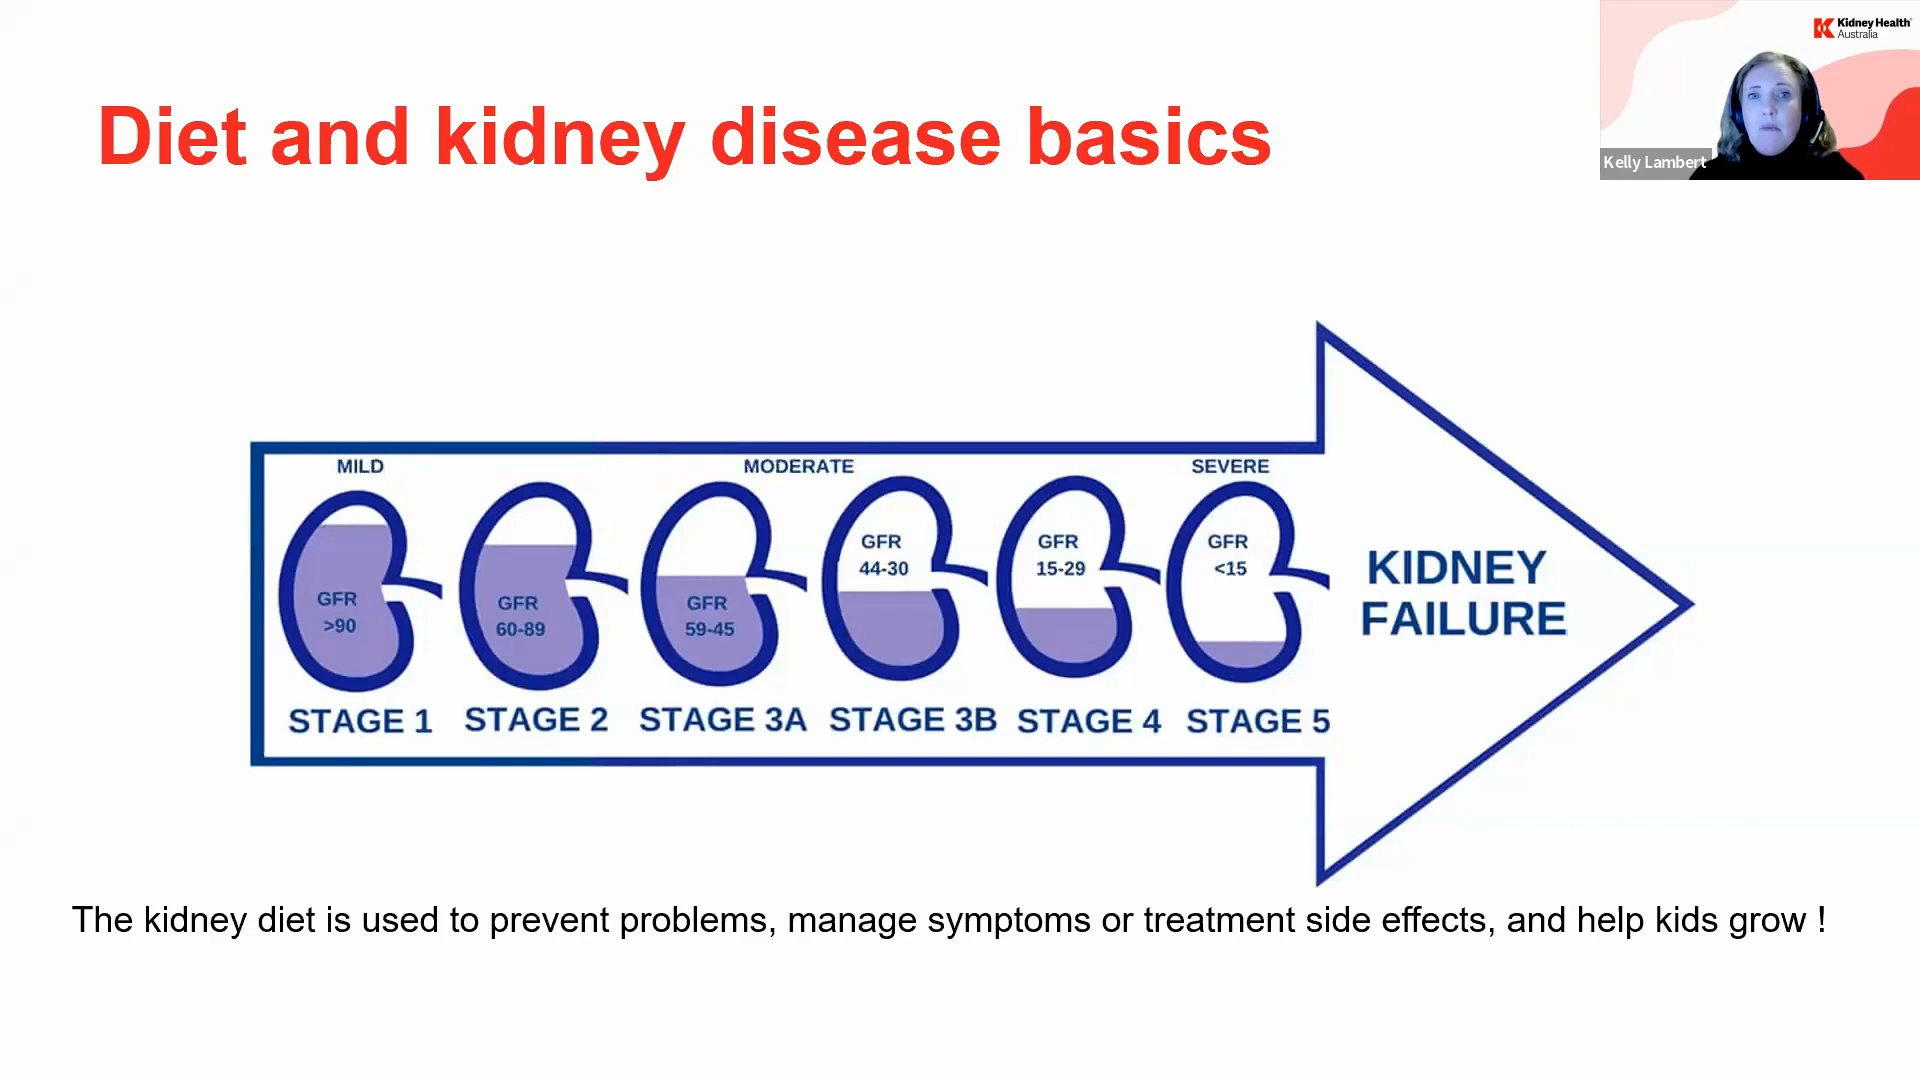 Kidney Health
Australia
Kelly Lambert
Diet and kidney disease basics
MILD
MODERATE
SEVERE
GFR
>90
GFR
60-89
GFR
59-45
GFR
44-30
GFR
15-29
GFR
<15
STAGE 1
STAGE 2
STAGE 3A
STAGE 3B
STAGE 4
STAGE 5
KIDNEY
FAILURE
The kidney diet is used to prevent problems, manage symptoms or treatment side effects, and help kids grow !